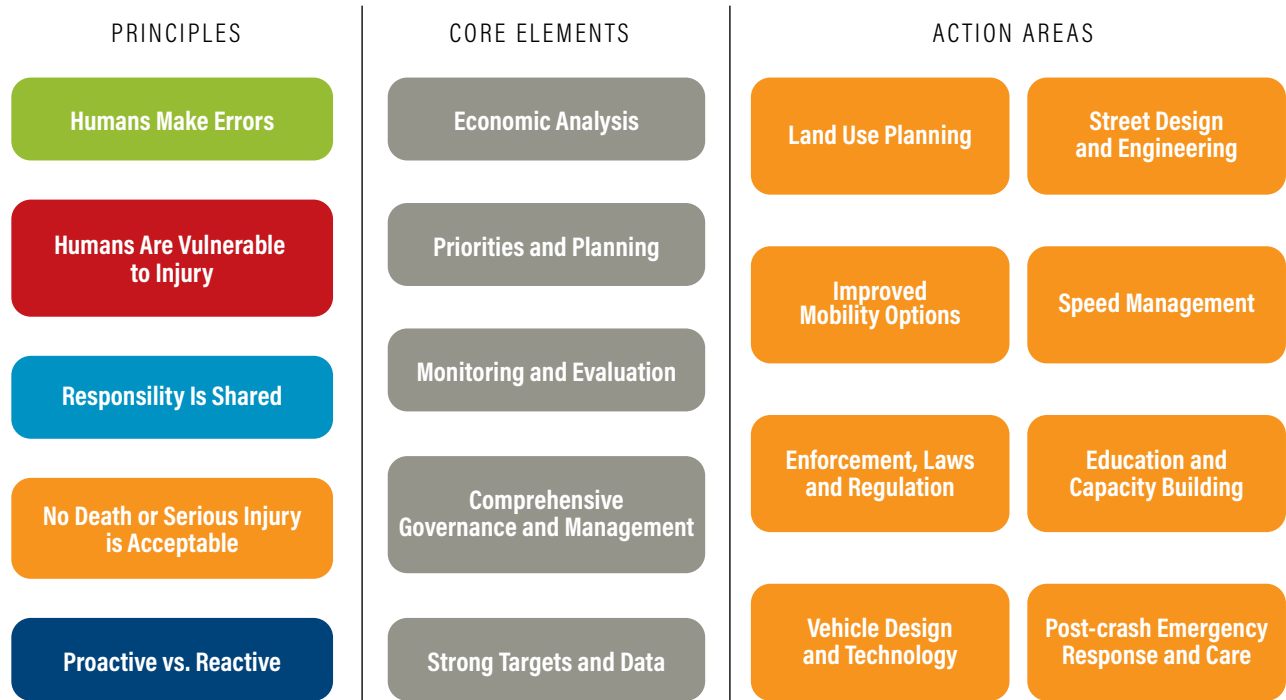 PRINCIPLES
Humans Make Errors
Humans Are Vulnerable
to Injury
Responsility Is Shared
No Death or Serious Injury
is Acceptable
Proactive vs. Reactive
CORE ELEMENTS
Economic Analysis
Priorities and Planning
Monitoring and Evaluation
Comprehensive
Governance and Management
Strong Targets and Data
ACTION AREAS
Land Use Planning
Street Design
and Engineering
Improved
Mobility Options
Speed Management
Enforcement, Laws
and Regulation
Education and
Capacity Building
Vehicle Design
and Technology
Post-crash Emergency
Response and Care